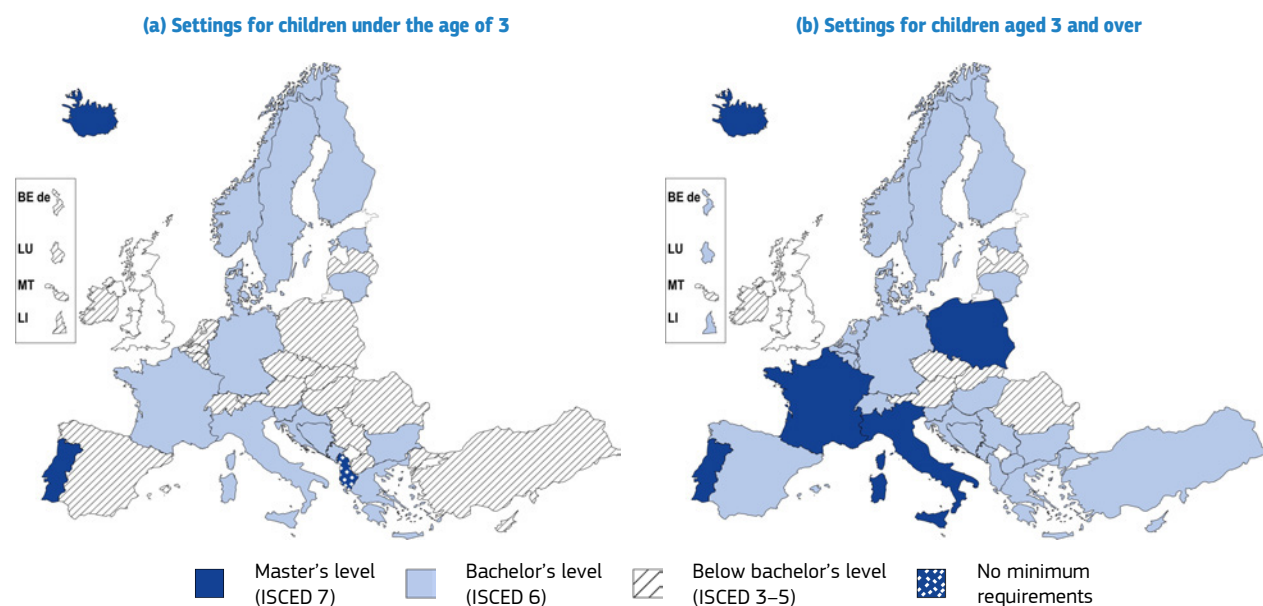 (a) Settings for children under the age of 3
(b) Settings for children aged 3 and over
BE de
LU
MT
LI
BE de
LU
MT
LI
Master's level
(ISCED 7)
Bachelor's level
(ISCED 6)
Below bachelor's level
(ISCED 3–5)
No minimum
requirements